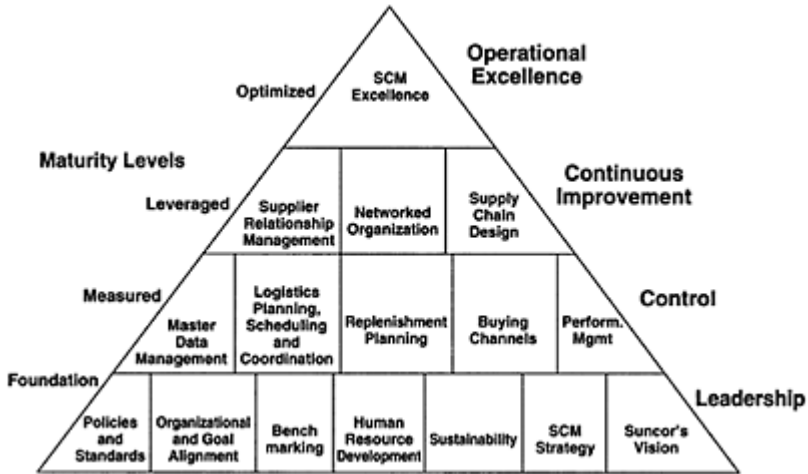 Operational
Excellence
SCM
Excellence
Optimized
Maturity Levels
Continuous
Improvement
Leveraged
Supplier
Relationship
Management
Networked
Organization
Supply
Chain
Design
Measured
Control
Master
Data
Management
Logistics
Planning,
Scheduling
and
Coordination
Replenishment
Planning
Buying
Channels
Perform.
Mgmt
Foundation
Leadership
Policies
and
Standards
Organizational
and Goal
Alignment
Bench
marking
Human
Resource
Development
Sustainability
SCM
Strategy
Suncor's
Vision